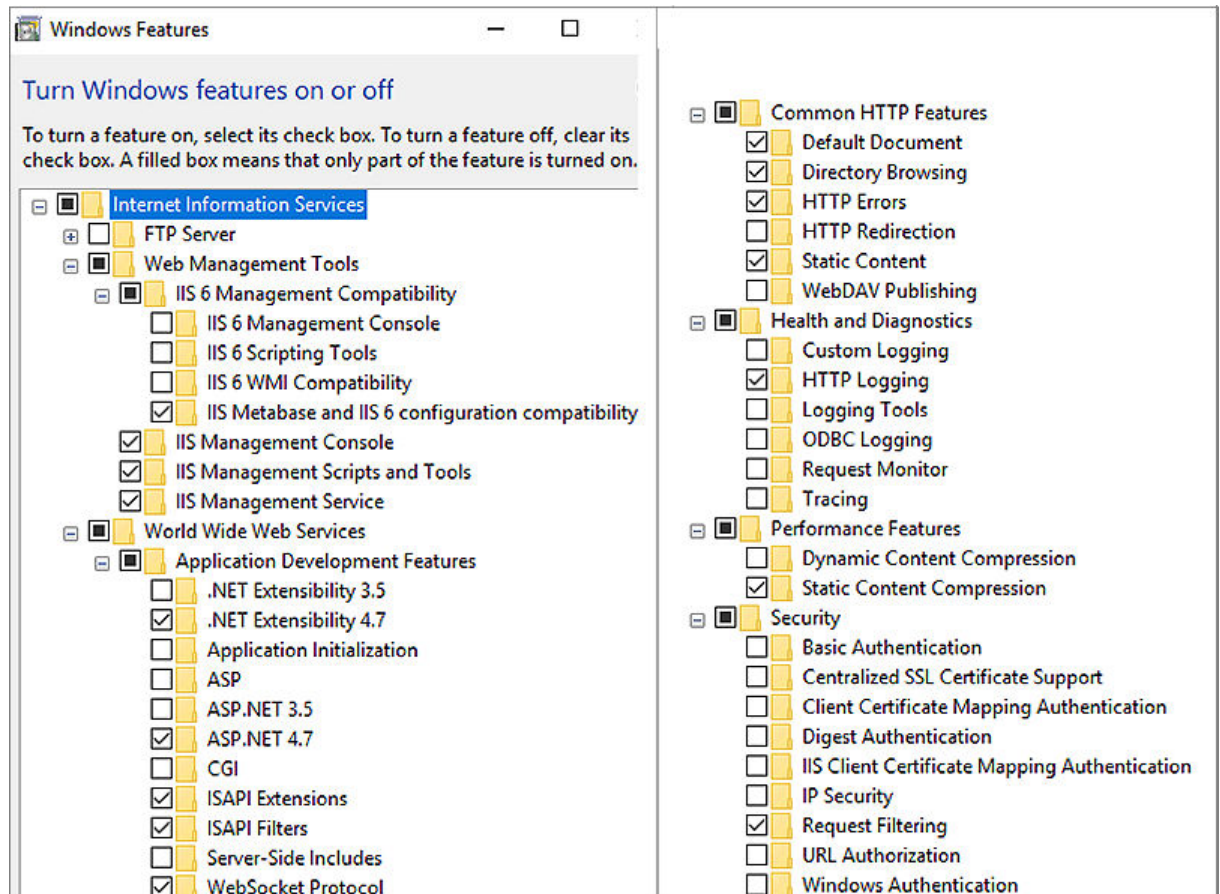 Windows Features
Turn Windows features on or off
To turn a feature on, select its check box. To turn a feature off, clear its
check box. A filled box means that only part of the feature is turned on.
Internet Information Services
FTP Server
Web Management Tools
IIS 6 Management Compatibility
IIS 6 Management Console
IIS 6 Scripting Tools
IIS 6 WMI Compatibility
IIS Metabase and IIS 6 configuration compatibility
IIS Management Console
IIS Management Scripts and Tools
IIS Management Service
World Wide Web Services
Application Development Features
.NET Extensibility 3.5
.NET Extensibility 4.7
Application Initialization
ASP
ASP.NET 3.5
ASP.NET 4.7
CGI
ISAPI Extensions
ISAPI Filters
Server-Side Includes
WebSocket Protocol
Common HTTP Features
Default Document
Directory Browsing
HTTP Errors
HTTP Redirection
Static Content
WebDAV Publishing
Health and Diagnostics
Custom Logging
HTTP Logging
Logging Tools
ODBC Logging
Request Monitor
Tracing
Performance Features
Dynamic Content Compression
Static Content Compression
Security
Basic Authentication
Centralized SSL Certificate Support
Client Certificate Mapping Authentication
Digest Authentication
IIS Client Certificate Mapping Authentication
IP Security
Request Filtering
URL Authorization
Windows Authentication